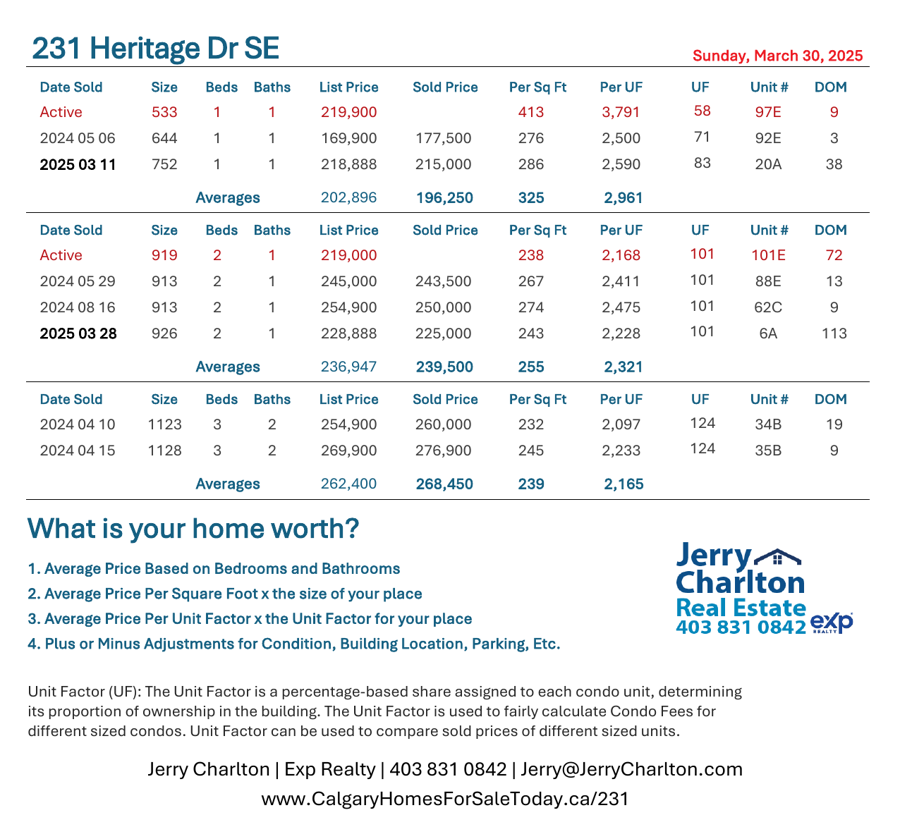 231 Heritage Dr SE
Sunday, March 30, 2025
Date Sold Size Beds Baths List Price Sold Price Per Sq Ft Per UF UF Unit # DOM
Active 533 1 1 219,900 413 3,791 58 97E 9
2024 05 06 644 1 1 169,900 177,500 276 2,500 71 92E 3
2025 03 11 752 1 1 218,888 215,000 286 2,590 83 20A 38
Averages 202,896 196,250 325 2,961
Date Sold Size Beds Baths List Price Sold Price Per Sq Ft Per UF UF Unit # DOM
Active 919 2 1 219,000 238 2,168 101 101E 72
2024 05 29 913 2 1 245,000 243,500 267 2,411 101 88E 13
2024 08 16 913 2 1 254,900 250,000 274 2,475 101 62C 9
2025 03 28 926 2 1 228,888 225,000 243 2,228 101 6A 113
Averages 236,947 239,500 255 2,321
Date Sold Size Beds Baths List Price Sold Price Per Sq Ft Per UF UF Unit # DOM
2024 04 10 1123 3 2 254,900 260,000 232 2,097 124 34B 19
2024 04 15 1128 3 2 269,900 276,900 245 2,233 124 35B 9
Averages 262,400 268,450 239 2,165
What is your home worth?
1. Average Price Based on Bedrooms and Bathrooms
2. Average Price Per Square Foot x the size of your place
3. Average Price Per Unit Factor x the Unit Factor for your place
4. Plus or Minus Adjustments for Condition, Building Location, Parking, Etc.
Jerry
Charlton
Real Estate
403 831 0842 exp
REALTY
Unit Factor (UF): The Unit Factor is a percentage-based share assigned to each condo unit, determining
its proportion of ownership in the building. The Unit Factor is used to fairly calculate Condo Fees for
different sized condos. Unit Factor can be used to compare sold prices of different sized units.
Jerry Charlton | Exp Realty | 403 831 0842 | Jerry@JerryCharlton.com
www.CalgaryHomesForSaleToday.ca/231